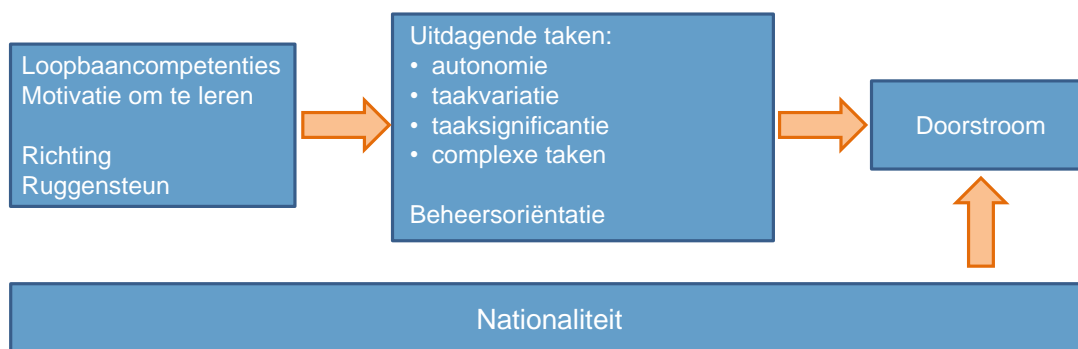 Loopbaancompetenties
Motivatie om te leren
Richting
Ruggensteun
Uitdagende taken:
• autonomie
• taakvariatie
• taaksignificantie
• complexe taken
Beheersoriëntatie
Doorstroom
Nationaliteit